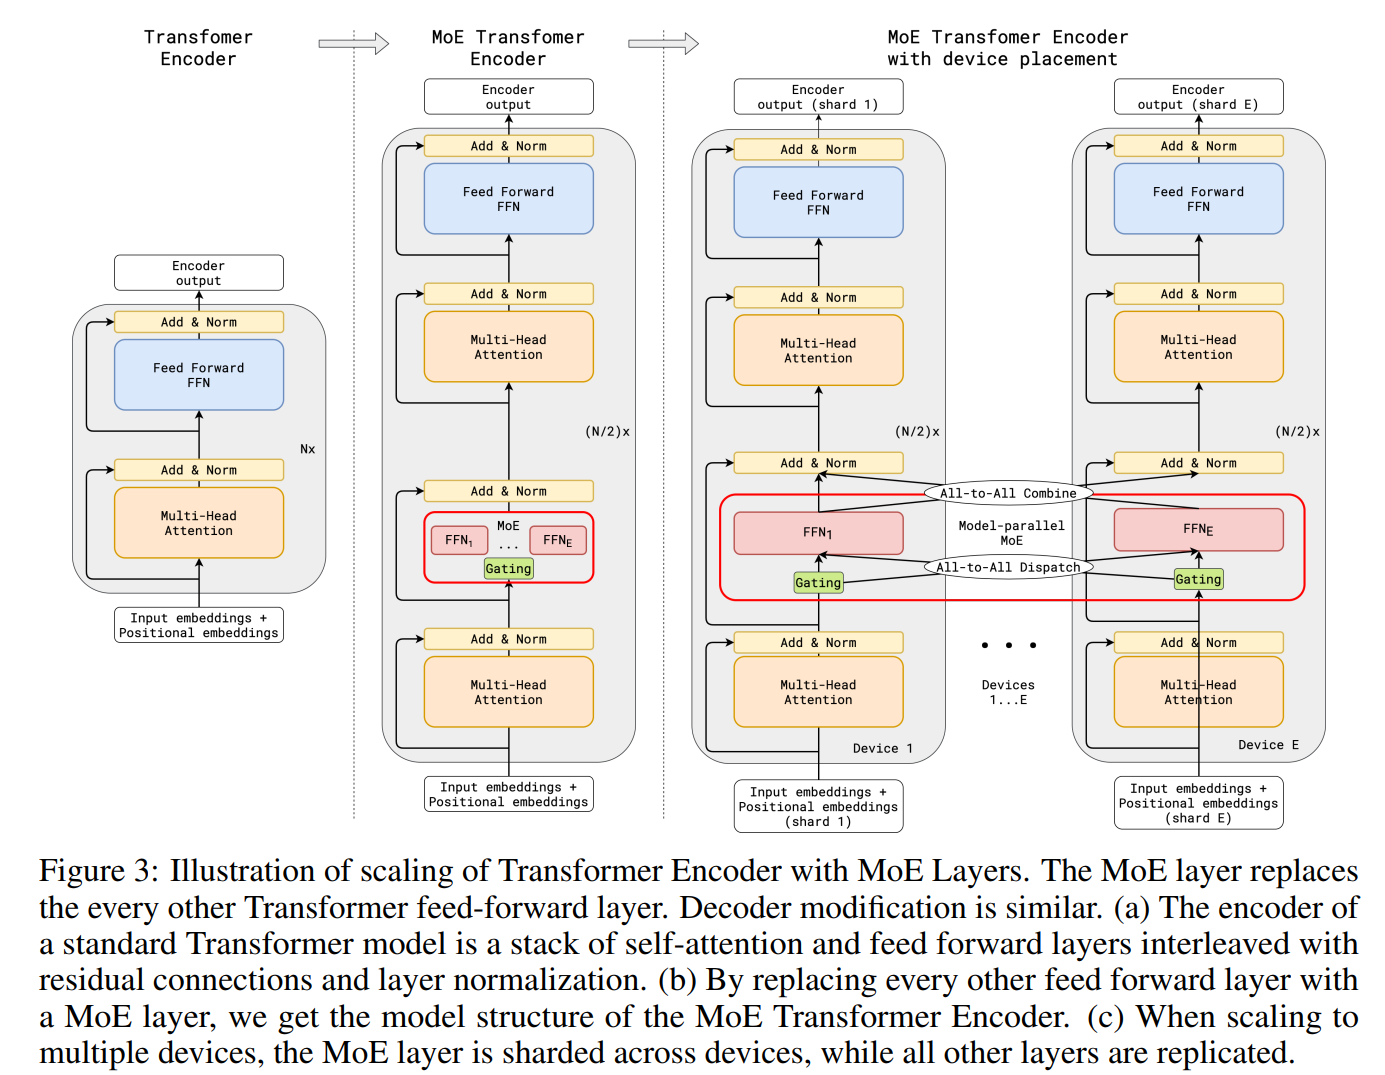 Transfomer
Encoder
MoE Transfomer
Encoder
MoE Transfomer Encoder
with device placement
Encoder
output
Add & Norm
Feed Forward
FFN
Nx
Add & Norm
Multi-Head
Attention
Input embeddings +
Positional embeddings
Encoder
output
Add & Norm
Feed Forward
FFN
Add & Norm
Multi-Head
Attention
(N/2)x
Add & Norm
MoE
FFN1 ... FFNE
Gating
Add & Norm
Multi-Head
Attention
Input embeddings +
Positional embeddings
Encoder
output (shard 1)
Add & Norm
Feed Forward
FFN
Add & Norm
Multi-Head
Attention
(N/2)x
Add & Norm
FFN1
Gating
Add & Norm
Multi-Head
Attention
Device 1
Input embeddings +
Positional embeddings
(shard 1)
All-to-All Combine
Model-parallel
MoE
All-to-All Dispatch
Devices
1...E
Encoder
output (shard E)
Add & Norm
Feed Forward
FFN
Add & Norm
Multi-Head
Attention
(N/2)x
Add & Norm
FFNE
Gating
Add & Norm
Multi-Head
Attention
Device E
Input embeddings +
Positional embeddings
(shard E)
Figure 3: Illustration of scaling of Transformer Encoder with MoE Layers. The MoE layer replaces
the every other Transformer feed-forward layer. Decoder modification is similar. (a) The encoder of
a standard Transformer model is a stack of self-attention and feed forward layers interleaved with
residual connections and layer normalization. (b) By replacing every other feed forward layer with
a MoE layer, we get the model structure of the MoE Transformer Encoder. (c) When scaling to
multiple devices, the MoE layer is sharded across devices, while all other layers are replicated.